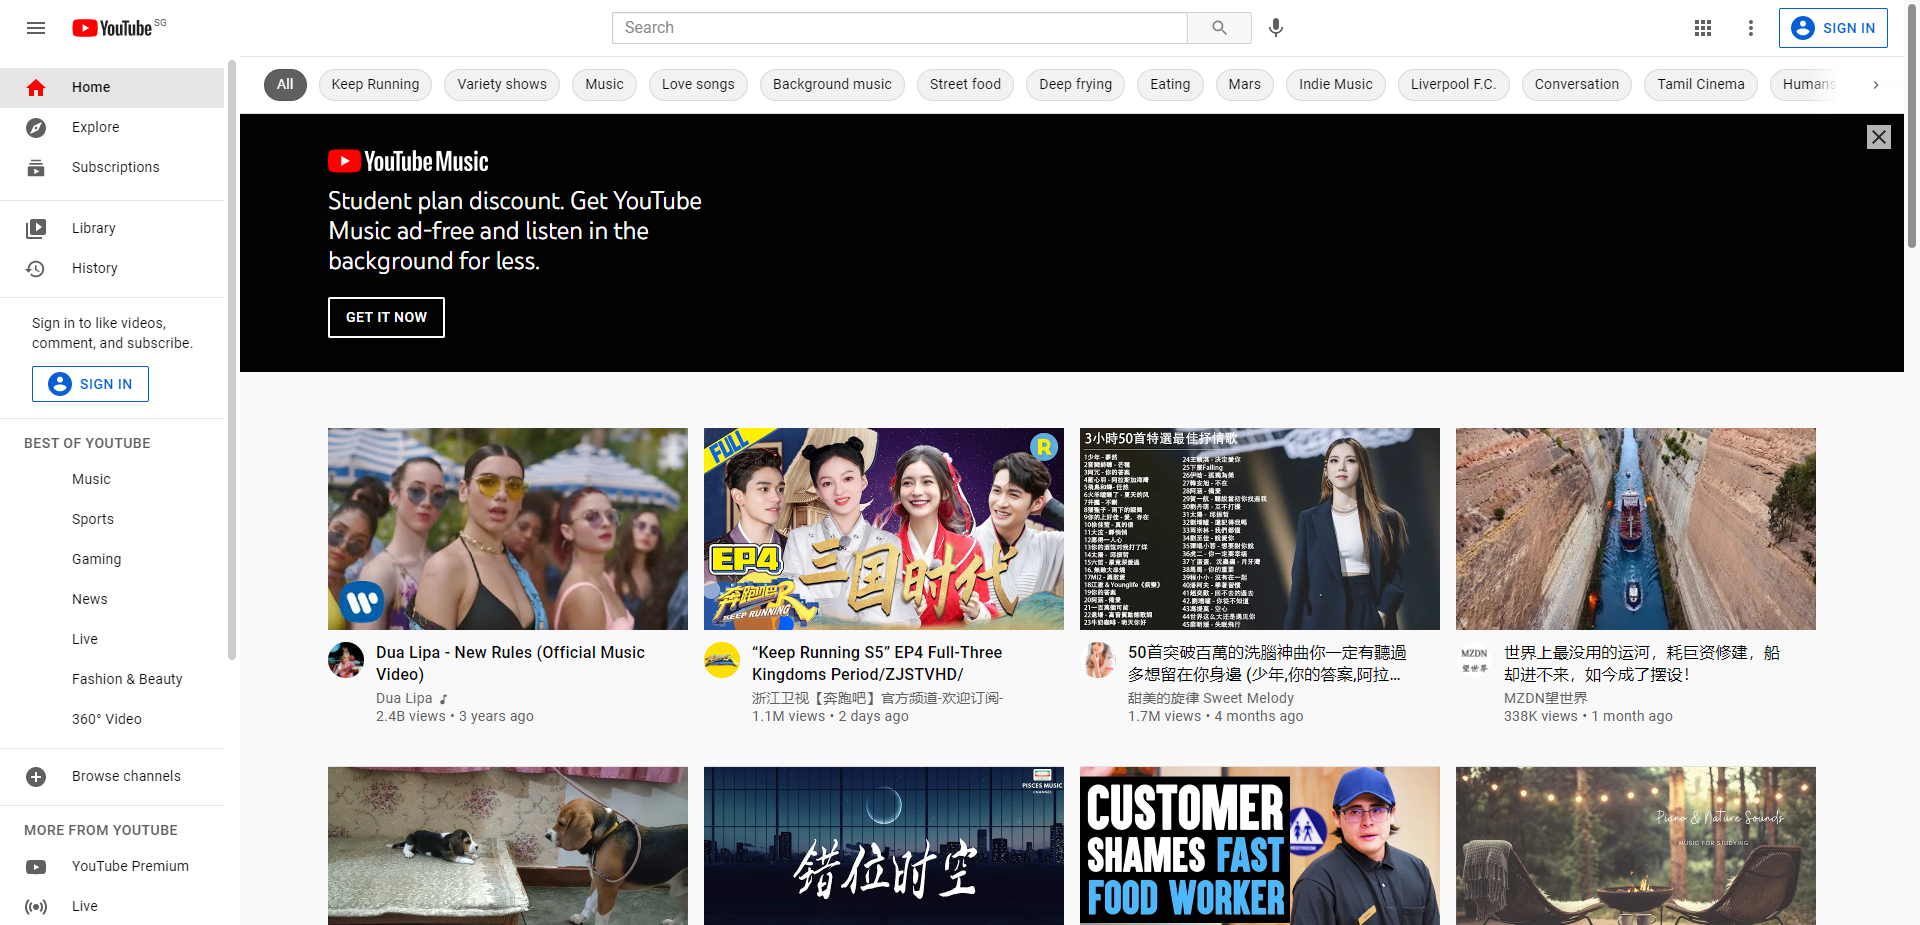 YouTube SG
Search
SIGN IN
Home
Explore
Subscriptions
Library
History
Sign in to like videos,
comment, and subscribe.
SIGN IN
BEST OF YOUTUBE
Music
Sports
Gaming
News
Live
Fashion & Beauty
360° Video
Browse channels
MORE FROM YOUTUBE
YouTube Premium
Live
All
Keep Running
Variety shows
Music
Love songs
Background music
Street food
Deep frying
Eating
Mars
Indie Music
Liverpool F.C.
Conversation
Tamil Cinema
Humans
YouTube Music
Student plan discount. Get YouTube
Music ad-free and listen in the
background for less.
GET IT NOW
Dua Lipa - New Rules (Official Music
Video)
Dua Lipa
2.4B views • 3 years ago
FULL
R
EP4
奔跑吧
KEEP RUNNING
三国时代
“Keep Running S5” EP4 Full-Three
Kingdoms Period/ZJSTVHD/
浙江卫视【奔跑吧】官方频道-欢迎订阅-
1.1M views • 2 days ago
3小時50首特選最佳抒情歌
50首突破百萬的洗腦神曲你一定有聽過
多想留在你身邊 (少年,你的答案,阿拉...
甜美的旋律 Sweet Melody
1.7M views • 4 months ago
MZDN
望世界
世界上最没用的运河，耗巨资修建，船
却进不来，如今成了摆设！
MZDN望世界
338K views • 1 month ago
PISCES MUSIC
CHANNEL
错位时空
CUSTOMER
SHAMES FAST
FOOD WORKER
RESTROOM
Piano & Nature Sounds
MUSIC FOR STUDYING